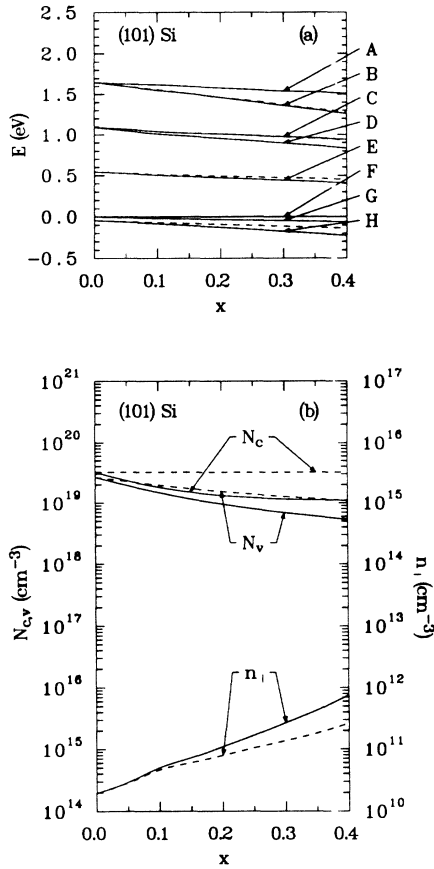 (101) Si
(a)
2.5
2.0
1.5
1.0
0.5
0.0
-0.5
E (eV)
A
B
C
D
E
F
G
H
0.0 0.1 0.2 0.3 0.4
x
(101) Si
(b)
10^21
10^20
10^19
10^18
10^17
10^16
10^15
10^14
N_c,v (cm^-3)
N_c
N_v
n_i
10^17
10^16
10^15
10^14
10^13
10^12
10^11
10^10
n_i (cm^-3)
0.0 0.1 0.2 0.3 0.4
x